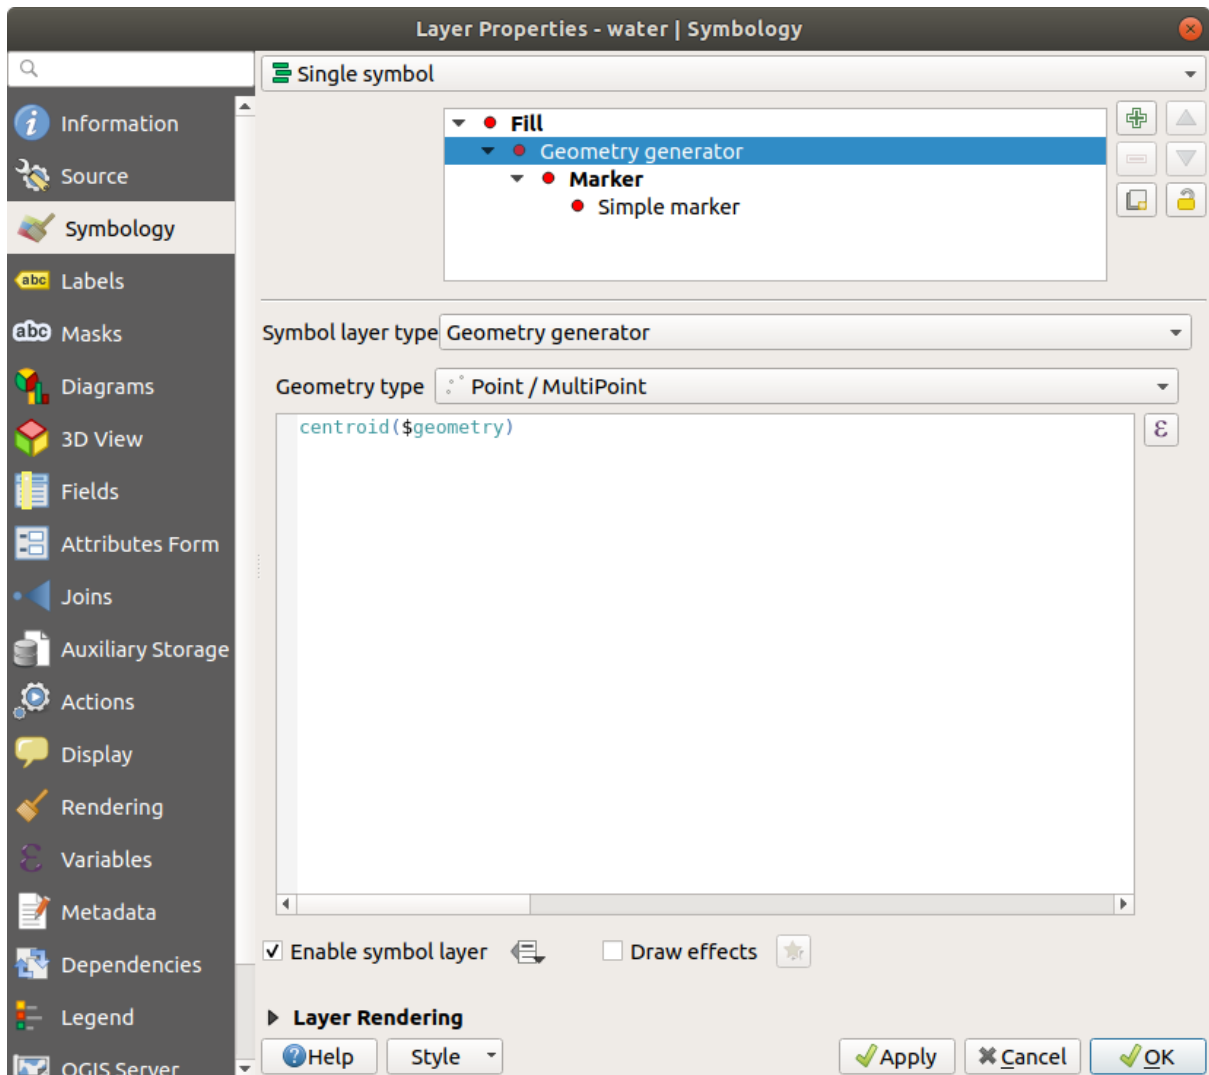 Layer Properties - water | Symbology
Single symbol
Information
Source
Symbology
abc Labels
abc Masks
Diagrams
3D View
Fields
Attributes Form
Joins
Auxiliary Storage
Actions
Display
Rendering
Variables
Metadata
Dependencies
Legend
QGIS Server
Fill
Geometry generator
Marker
Simple marker
Symbol layer type Geometry generator
Geometry type Point / MultiPoint
centroid($geometry)
ε
Enable symbol layer
Draw effects
Layer Rendering
Help
Style
Apply
Cancel
OK